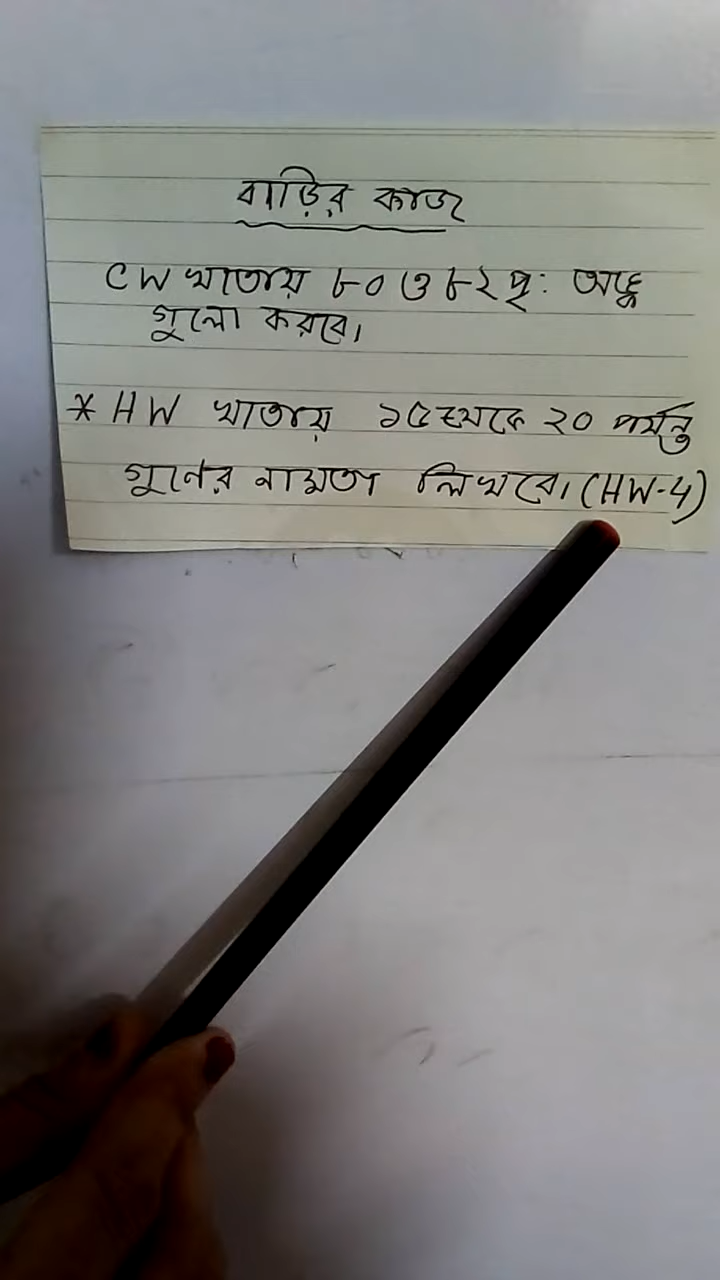 বাড়ির কাজ
CW খাতায় ৮০ ও ৮২ পৃ: অঙ্ক
গুলো করবে।
* HW খাতায় ১৫ থেকে ২০ পর্যন্ত
গুনের নামতা লিখবে। (HW-4)